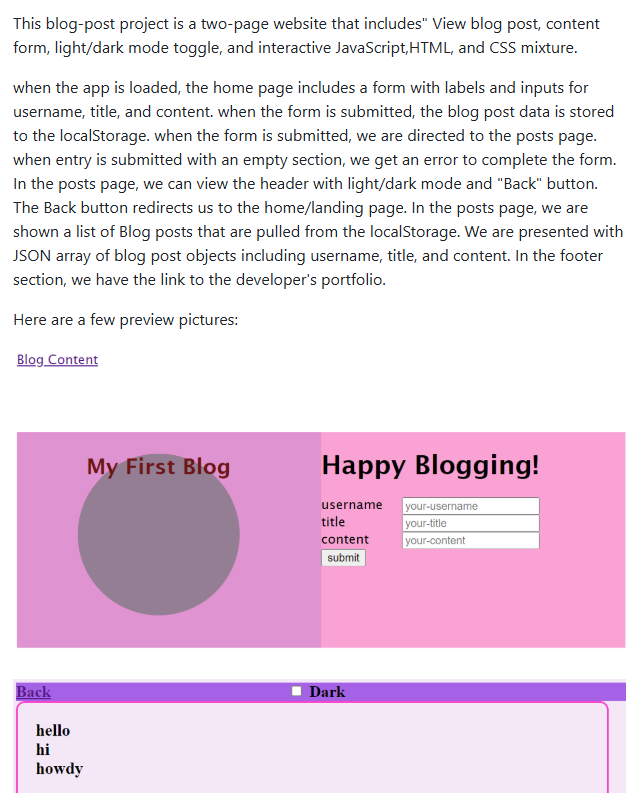 This blog-post project is a two-page website that includes" View blog post, content
form, light/dark mode toggle, and interactive JavaScript,HTML, and CSS mixture.
when the app is loaded, the home page includes a form with labels and inputs for
username, title, and content. when the form is submitted, the blog post data is stored
to the localStorage. when the form is submitted, we are directed to the posts page.
when entry is submitted with an empty section, we get an error to complete the form.
In the posts page, we can view the header with light/dark mode and "Back" button.
The Back button redirects us to the home/landing page. In the posts page, we are
shown a list of Blog posts that are pulled from the localStorage. We are presented with
JSON array of blog post objects including username, title, and content. In the footer
section, we have the link to the developer's portfolio.
Here are a few preview pictures:
Blog Content
My First Blog
Happy Blogging!
username your-username
title your-title
content your-content
submit
Back Dark
hello
hi
howdy